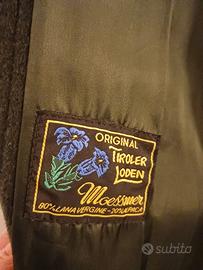 ORIGINAL
TIROLER
LODEN
Moessmer
80% LANA VERGINE - 20% ALPACA
subito